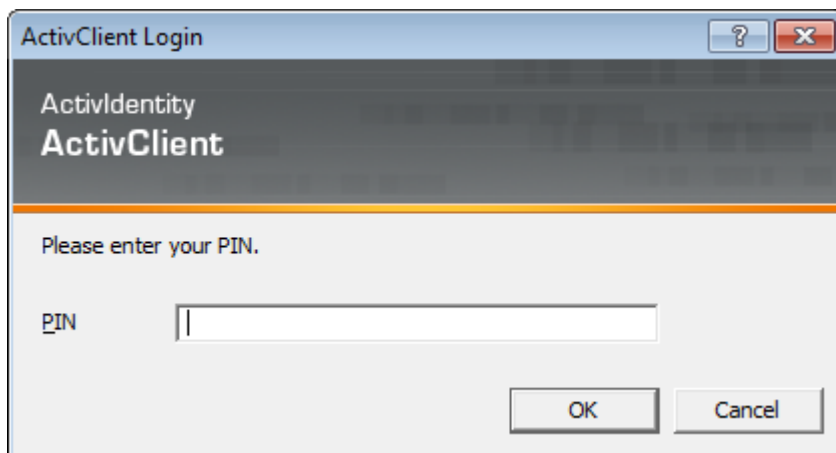 ActivClient Login
ActivIdentity
ActivClient
Please enter your PIN.
PIN
OK Cancel